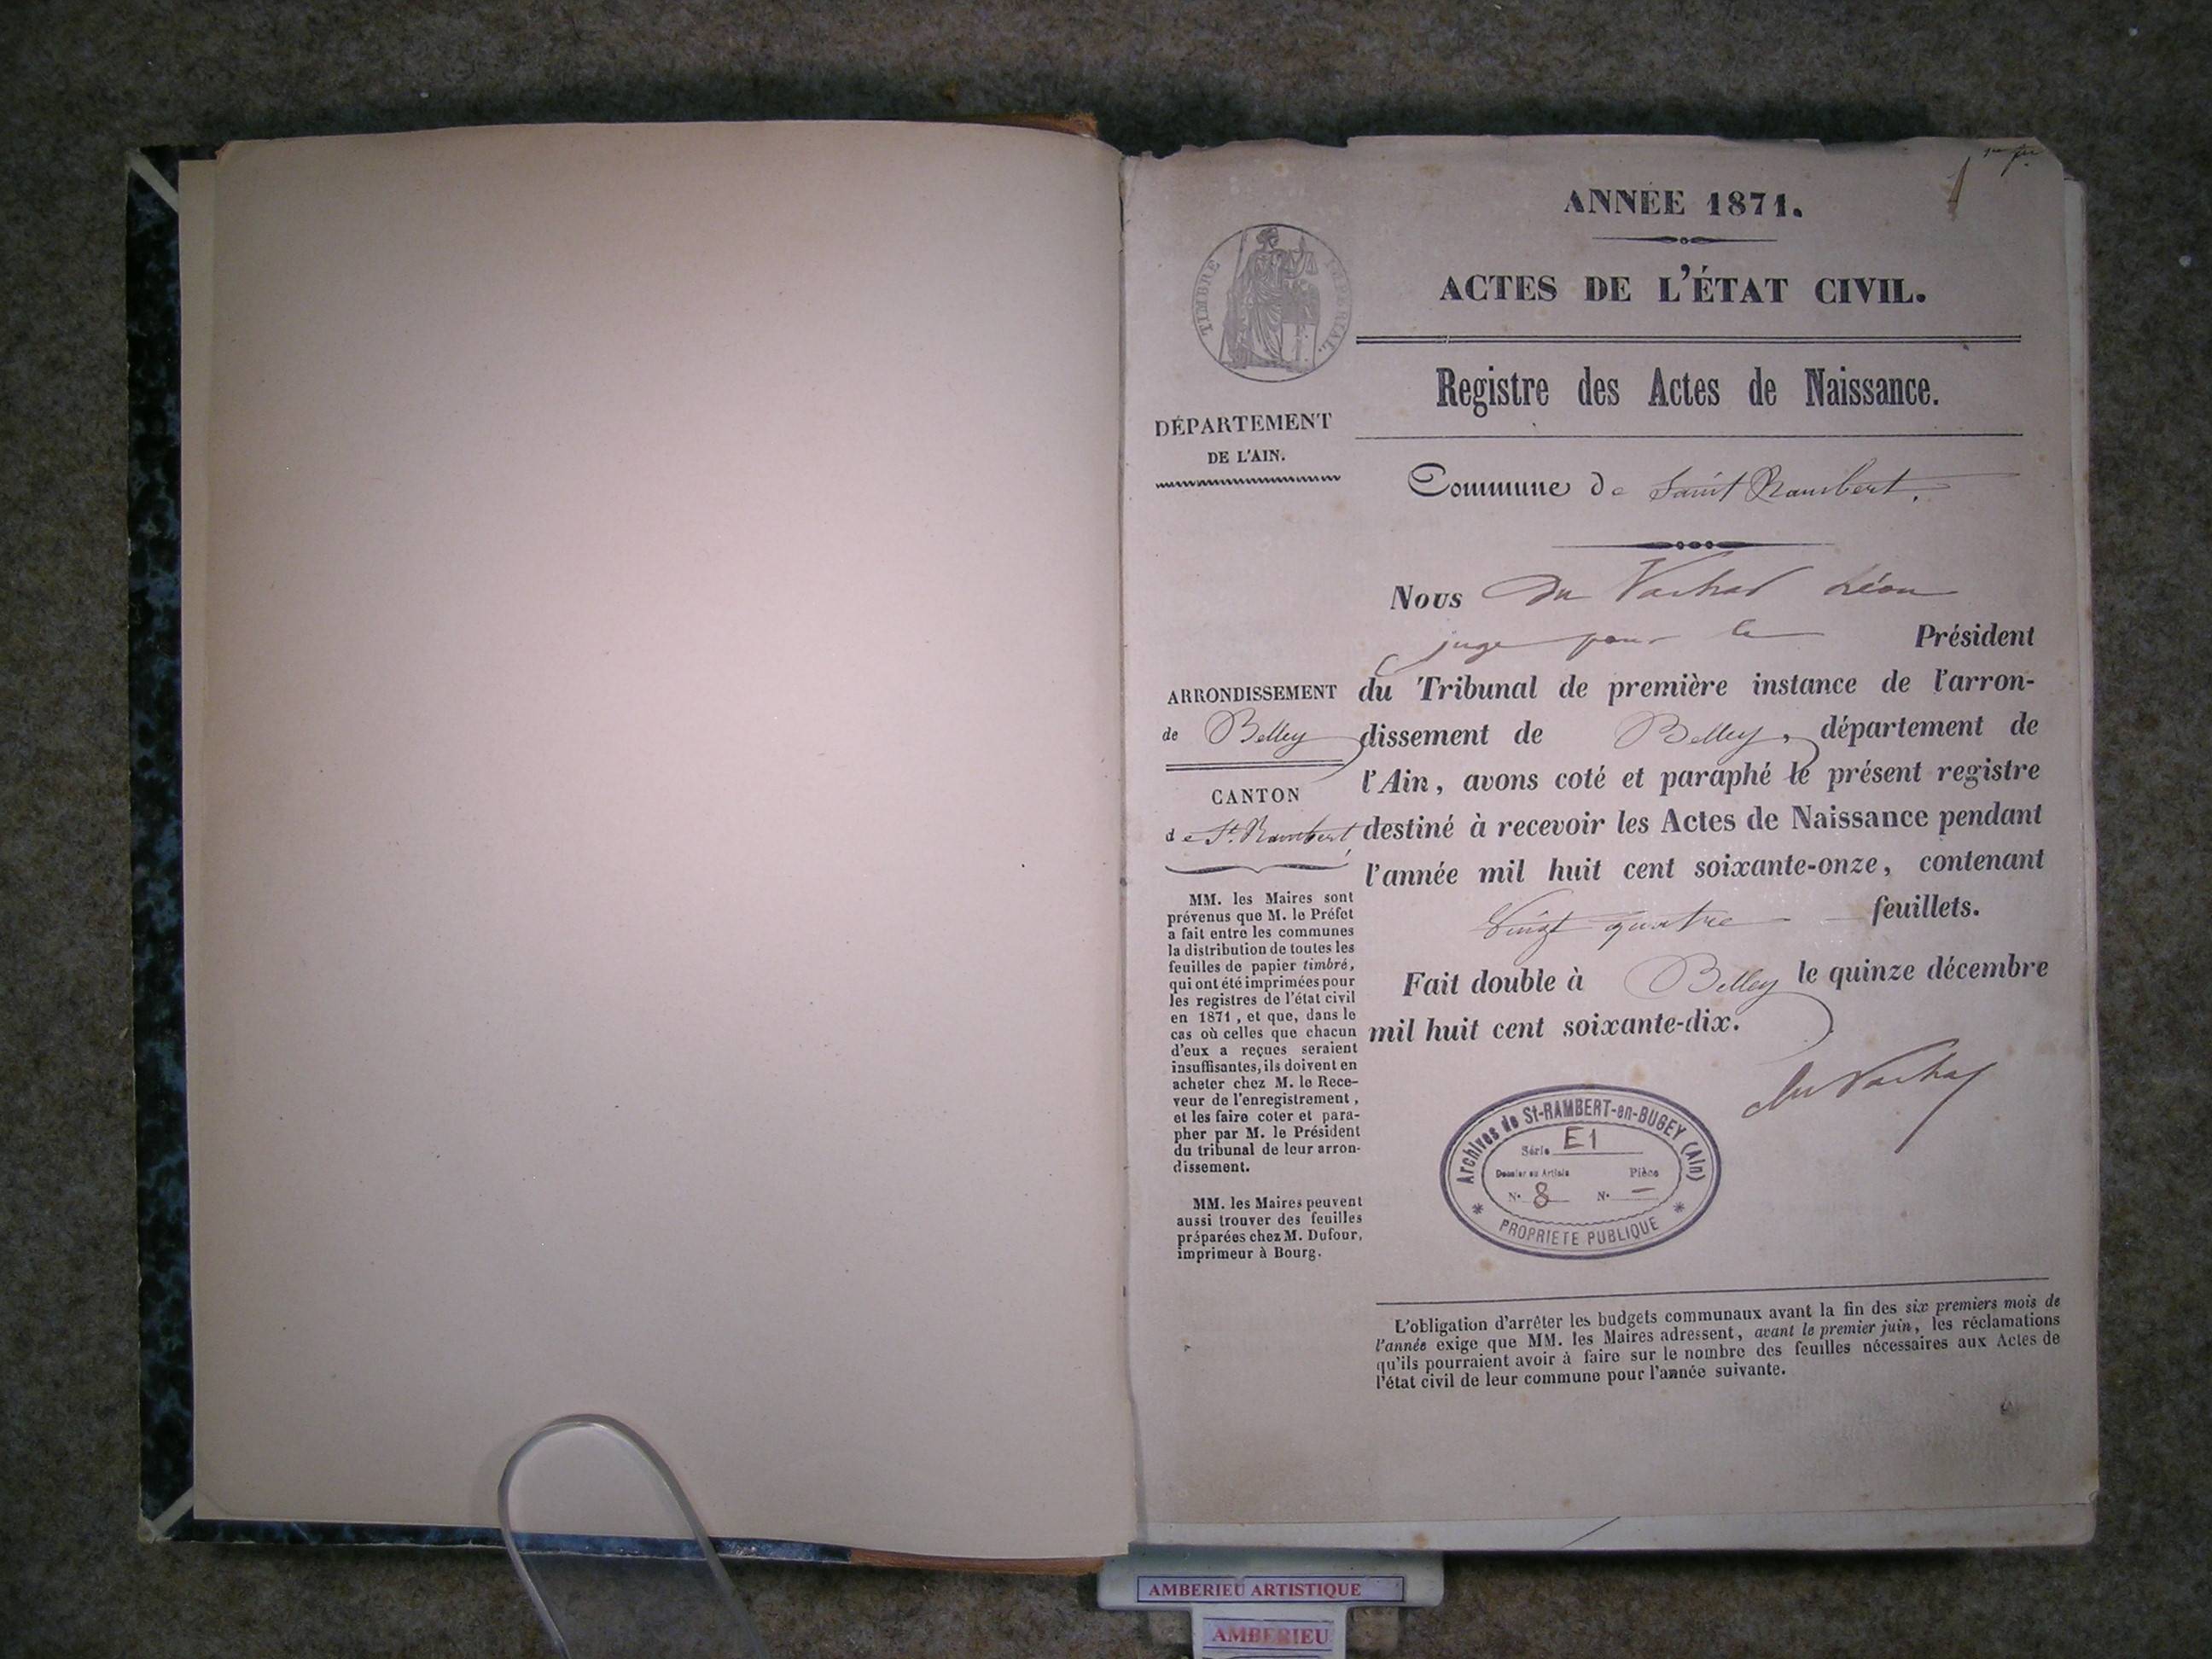 1er fet
1
ANNÉE 1871.
ACTES DE L'ÉTAT CIVIL.
TIMBRE IMPÉRIAL.
Registre des Actes de Naissance.
DÉPARTEMENT
DE L'AIN.
Commune de Saint Rambert.
Nous Du Vachat Léon
juge pour le Président
du Tribunal de première instance de l'arron-
dissement de Belley, département de
l'Ain, avons coté et paraphé le présent registre
destiné à recevoir les Actes de Naissance pendant
l'année mil huit cent soixante-onze, contenant
Vingt quatre feuillets.
Fait double à Belley le quinze décembre
mil huit cent soixante-dix.
du Vachat
ARRONDISSEMENT
de Belley
CANTON
de St. Rambert,
MM. les Maires sont
prévenus que M. le Préfet
a fait entre les communes
la distribution de toutes les
feuilles de papier timbré,
qui ont été imprimées pour
les registres de l'état civil
en 1871, et que, dans le
cas où celles que chacun
d'eux a reçues seraient
insuffisantes, ils doivent en
acheter chez M. le Rece-
veur de l'enregistrement,
et les faire coter et para-
pher par M. le Président
du tribunal de leur arron-
dissement.
MM. les Maires peuvent
aussi trouver des feuilles
préparées chez M. Dufour,
imprimeur à Bourg.
Archives de St-RAMBERT-en-BUGEY (Ain)
Série E1
Dossier ou Article Pièce
N° 8 N° —
* PROPRIETE PUBLIQUE *
L'obligation d'arrêter les budgets communaux avant la fin des six premiers mois de
l'année exige que MM. les Maires adressent, avant le premier juin, les réclamations
qu'ils pourraient avoir à faire sur le nombre des feuilles nécessaires aux Actes de
l'état civil de leur commune pour l'année suivante.
AMBERIEU ARTISTIQUE
AMBERIEU